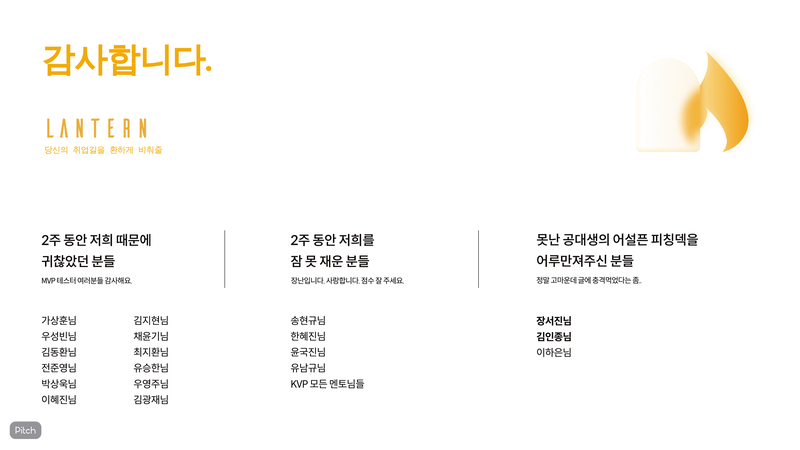 감사합니다.
LANTERN
당신의 취업길을 환하게 비춰줄
2주 동안 저희 때문에
귀찮았던 분들
MVP 테스터 여러분들 감사해요.
가상훈님
우성빈님
김동환님
전준영님
박상욱님
이혜진님
김지현님
채윤기님
최지환님
유승한님
우영주님
김광재님
2주 동안 저희를
잠 못 재운 분들
장난입니다. 사랑합니다. 점수 잘 주세요.
송현규님
한혜진님
윤국진님
유남규님
KVP 모든 멘토님들
못난 공대생의 어설픈 피칭덱을
어루만져주신 분들
정말 고마운데 글에 충격먹었다는 좀..
장서진님
김인종님
이하은님
Pitch